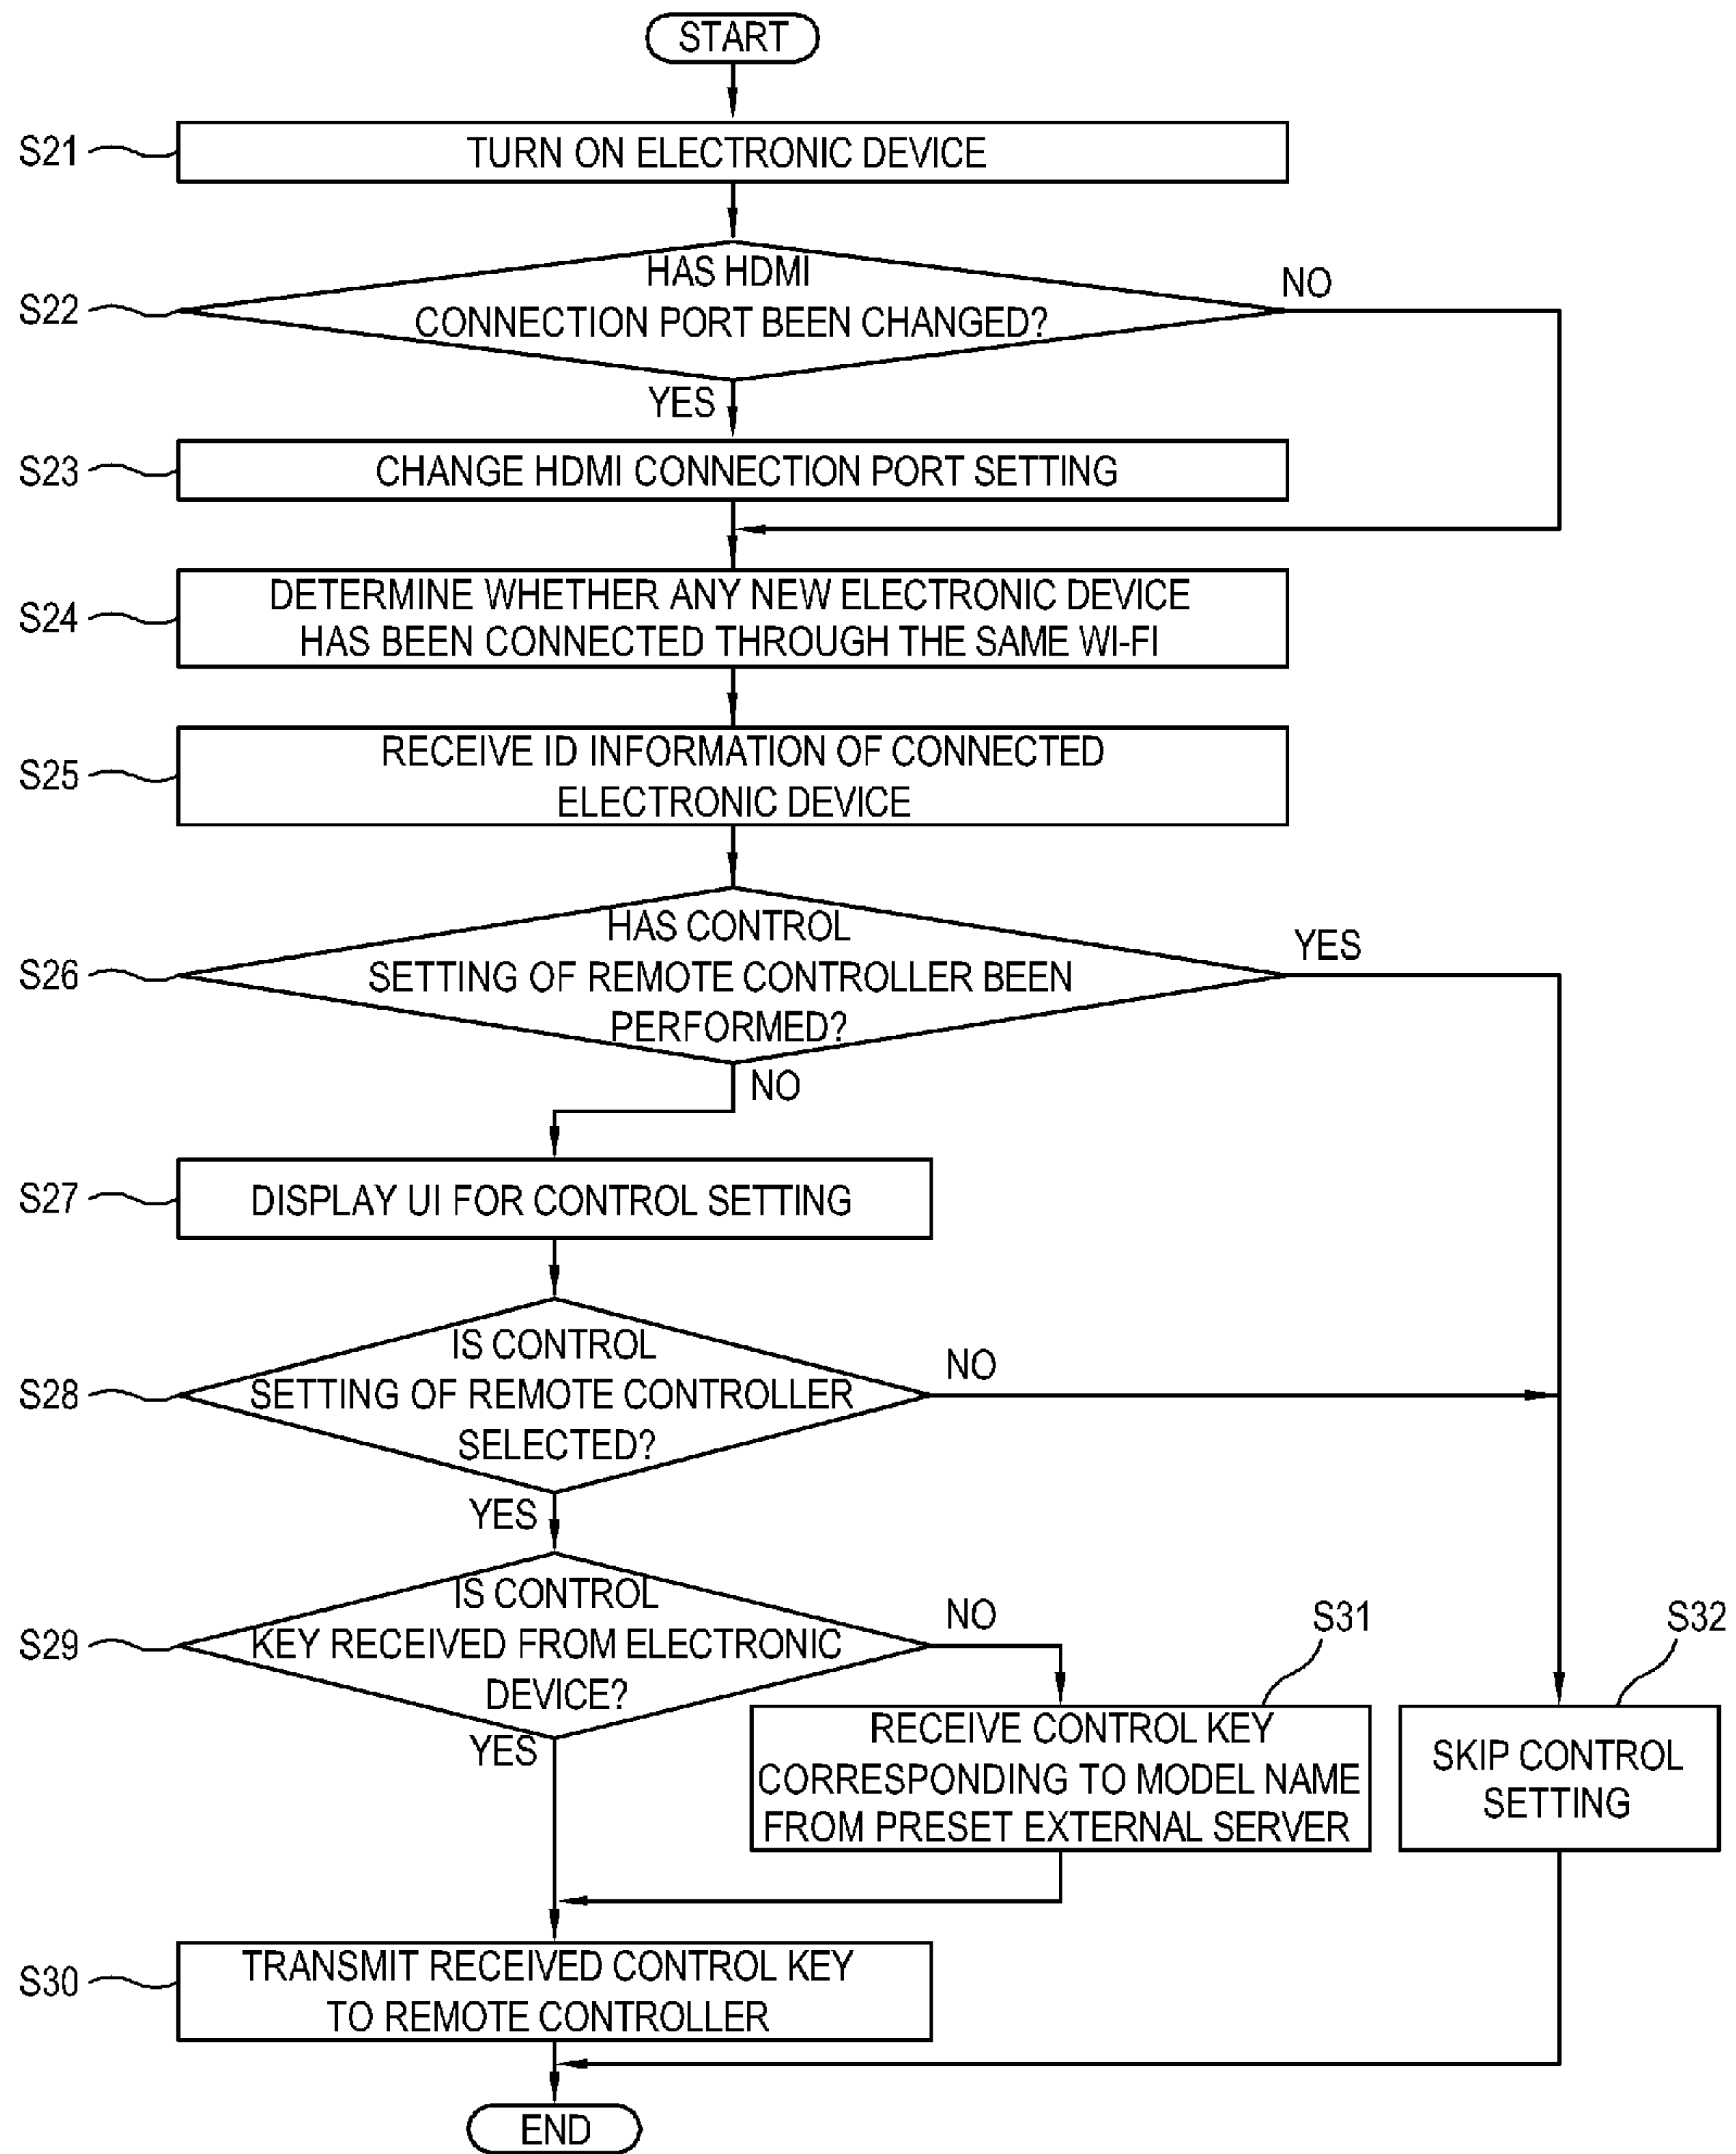 START
S21
TURN ON ELECTRONIC DEVICE
S22
HAS HDMI
CONNECTION PORT BEEN CHANGED?
NO
YES
S23
CHANGE HDMI CONNECTION PORT SETTING
S24
DETERMINE WHETHER ANY NEW ELECTRONIC DEVICE
HAS BEEN CONNECTED THROUGH THE SAME WI-FI
S25
RECEIVE ID INFORMATION OF CONNECTED
ELECTRONIC DEVICE
S26
HAS CONTROL
SETTING OF REMOTE CONTROLLER BEEN
PERFORMED?
YES
NO
S27
DISPLAY UI FOR CONTROL SETTING
S28
IS CONTROL
SETTING OF REMOTE CONTROLLER
SELECTED?
NO
YES
S29
IS CONTROL
KEY RECEIVED FROM ELECTRONIC
DEVICE?
NO
YES
S31
RECEIVE CONTROL KEY
CORRESPONDING TO MODEL NAME
FROM PRESET EXTERNAL SERVER
S32
SKIP CONTROL
SETTING
S30
TRANSMIT RECEIVED CONTROL KEY
TO REMOTE CONTROLLER
END